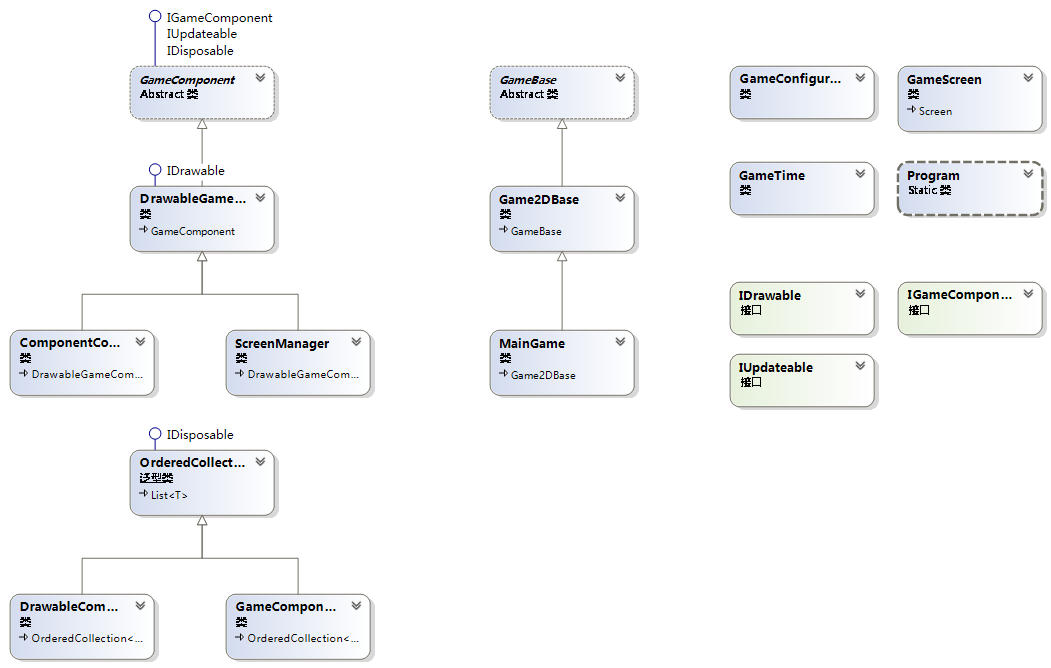 IGameComponent
IUpdateable
IDisposable
GameComponent
Abstract 类
IDrawable
DrawableGame...
类
GameComponent
ComponentCo...
类
DrawableGameCom...
ScreenManager
类
DrawableGameCom...
IDisposable
OrderedCollect...
泛型类
List<T>
DrawableCom...
类
OrderedCollection<...
GameCompon...
类
OrderedCollection<...
GameBase
Abstract 类
Game2DBase
类
GameBase
MainGame
类
Game2DBase
GameConfigur...
类
GameScreen
类
Screen
GameTime
类
Program
Static 类
IDrawable
接口
IGameCompon...
接口
IUpdateable
接口